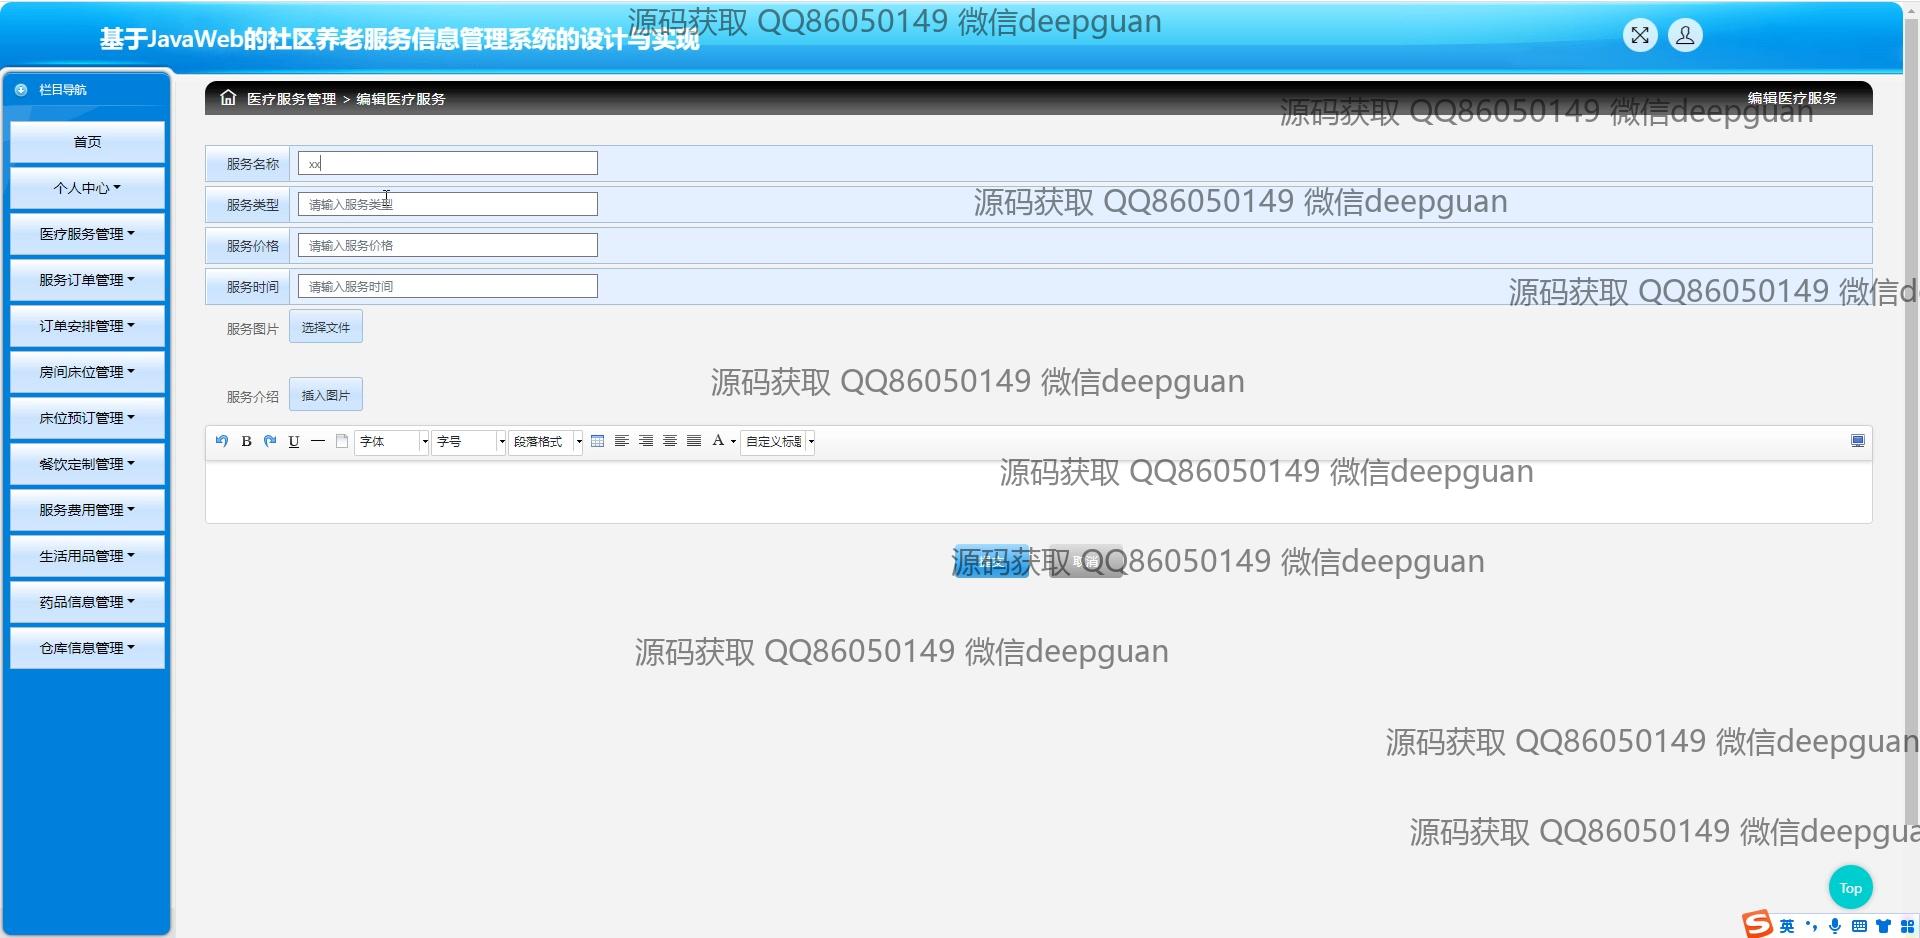 源码获取 QQ86050149 微信deepguan
基于JavaWeb的社区养老服务信息管理系统的设计与实现
栏目导航
首页
个人中心
医疗服务管理
服务订单管理
订单安排管理
房间床位管理
床位预订管理
餐饮定制管理
服务费用管理
生活用品管理
药品信息管理
仓库信息管理
医疗服务管理 > 编辑医疗服务
编辑医疗服务
源码获取 QQ86050149 微信deepguan
服务名称 xx
服务类型 请输入服务类型
源码获取 QQ86050149 微信deepguan
服务价格 请输入服务价格
服务时间 请输入服务时间
源码获取 QQ86050149 微信d
服务图片 选择文件
源码获取 QQ86050149 微信deepguan
服务介绍 插入图片
B U 字体 字号 段落格式 A 自定义标题
源码获取 QQ86050149 微信deepguan
提交 取消
源码获取 QQ86050149 微信deepguan
源码获取 QQ86050149 微信deepguan
源码获取 QQ86050149 微信deepguan
源码获取 QQ86050149 微信deepgua
Top
英